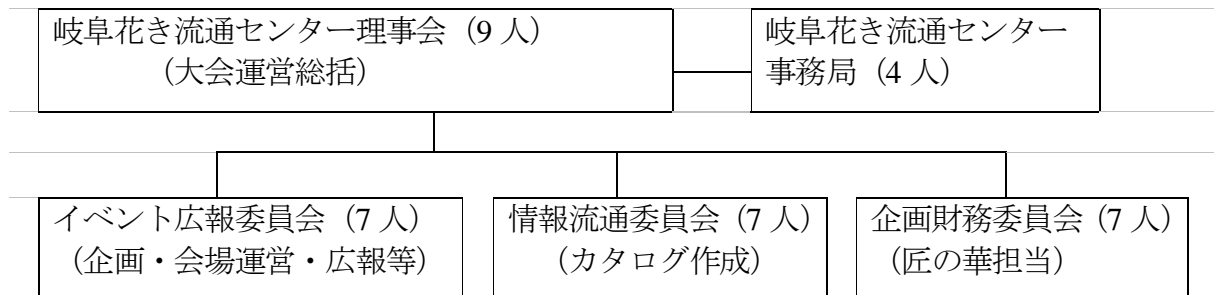 岐阜花き流通センター理事会（9 人）
（大会運営総括）
岐阜花き流通センター
事務局（4 人）
イベント広報委員会（7 人）
（企画・会場運営・広報等）
情報流通委員会（7 人）
（カタログ作成）
企画財務委員会（7 人）
（匠の華担当）